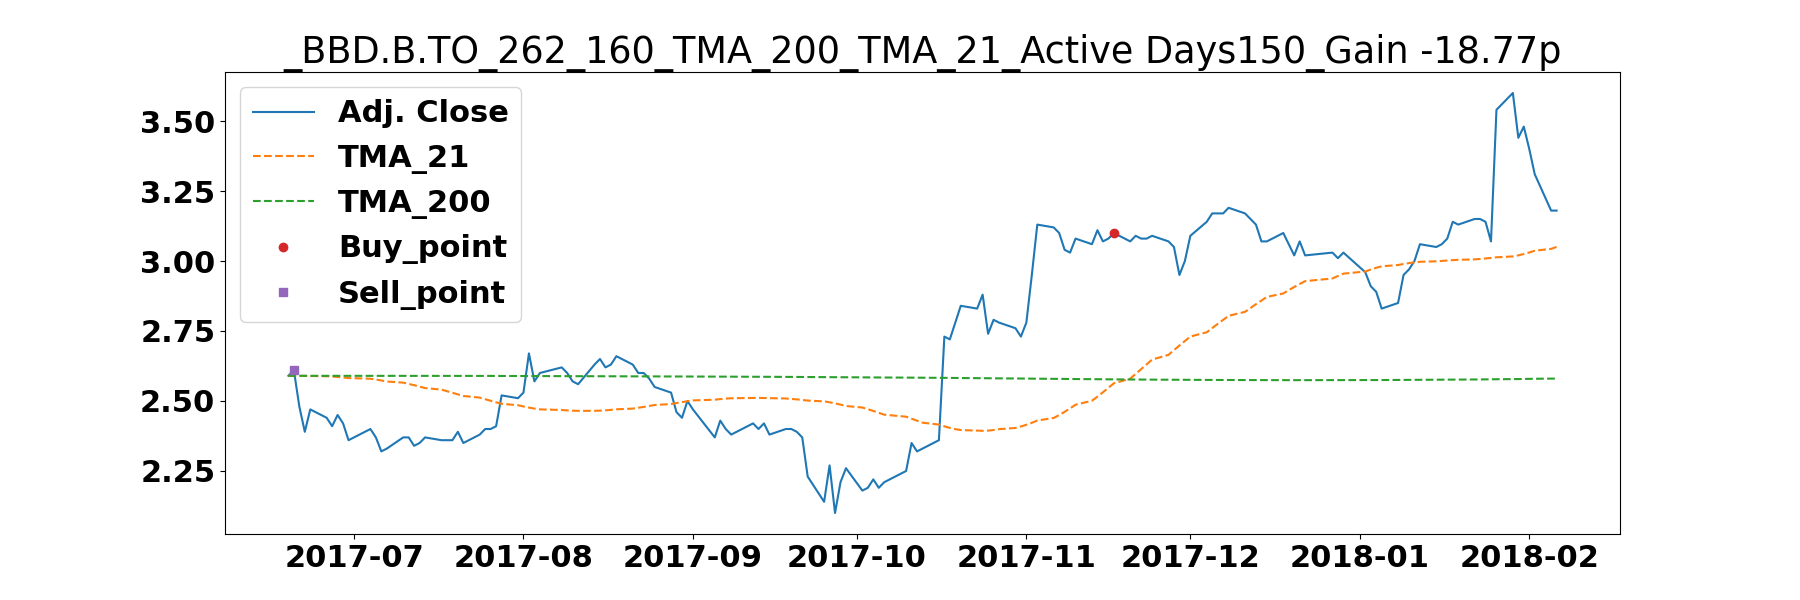 _BBD.B.TO_262_160_TMA_200_TMA_21_Active Days150_Gain -18.77p
Adj. Close
TMA_21
TMA_200
Buy_point
Sell_point
3.50
3.25
3.00
2.75
2.50
2.25
2017-07 2017-08 2017-09 2017-10 2017-11 2017-12 2018-01 2018-02